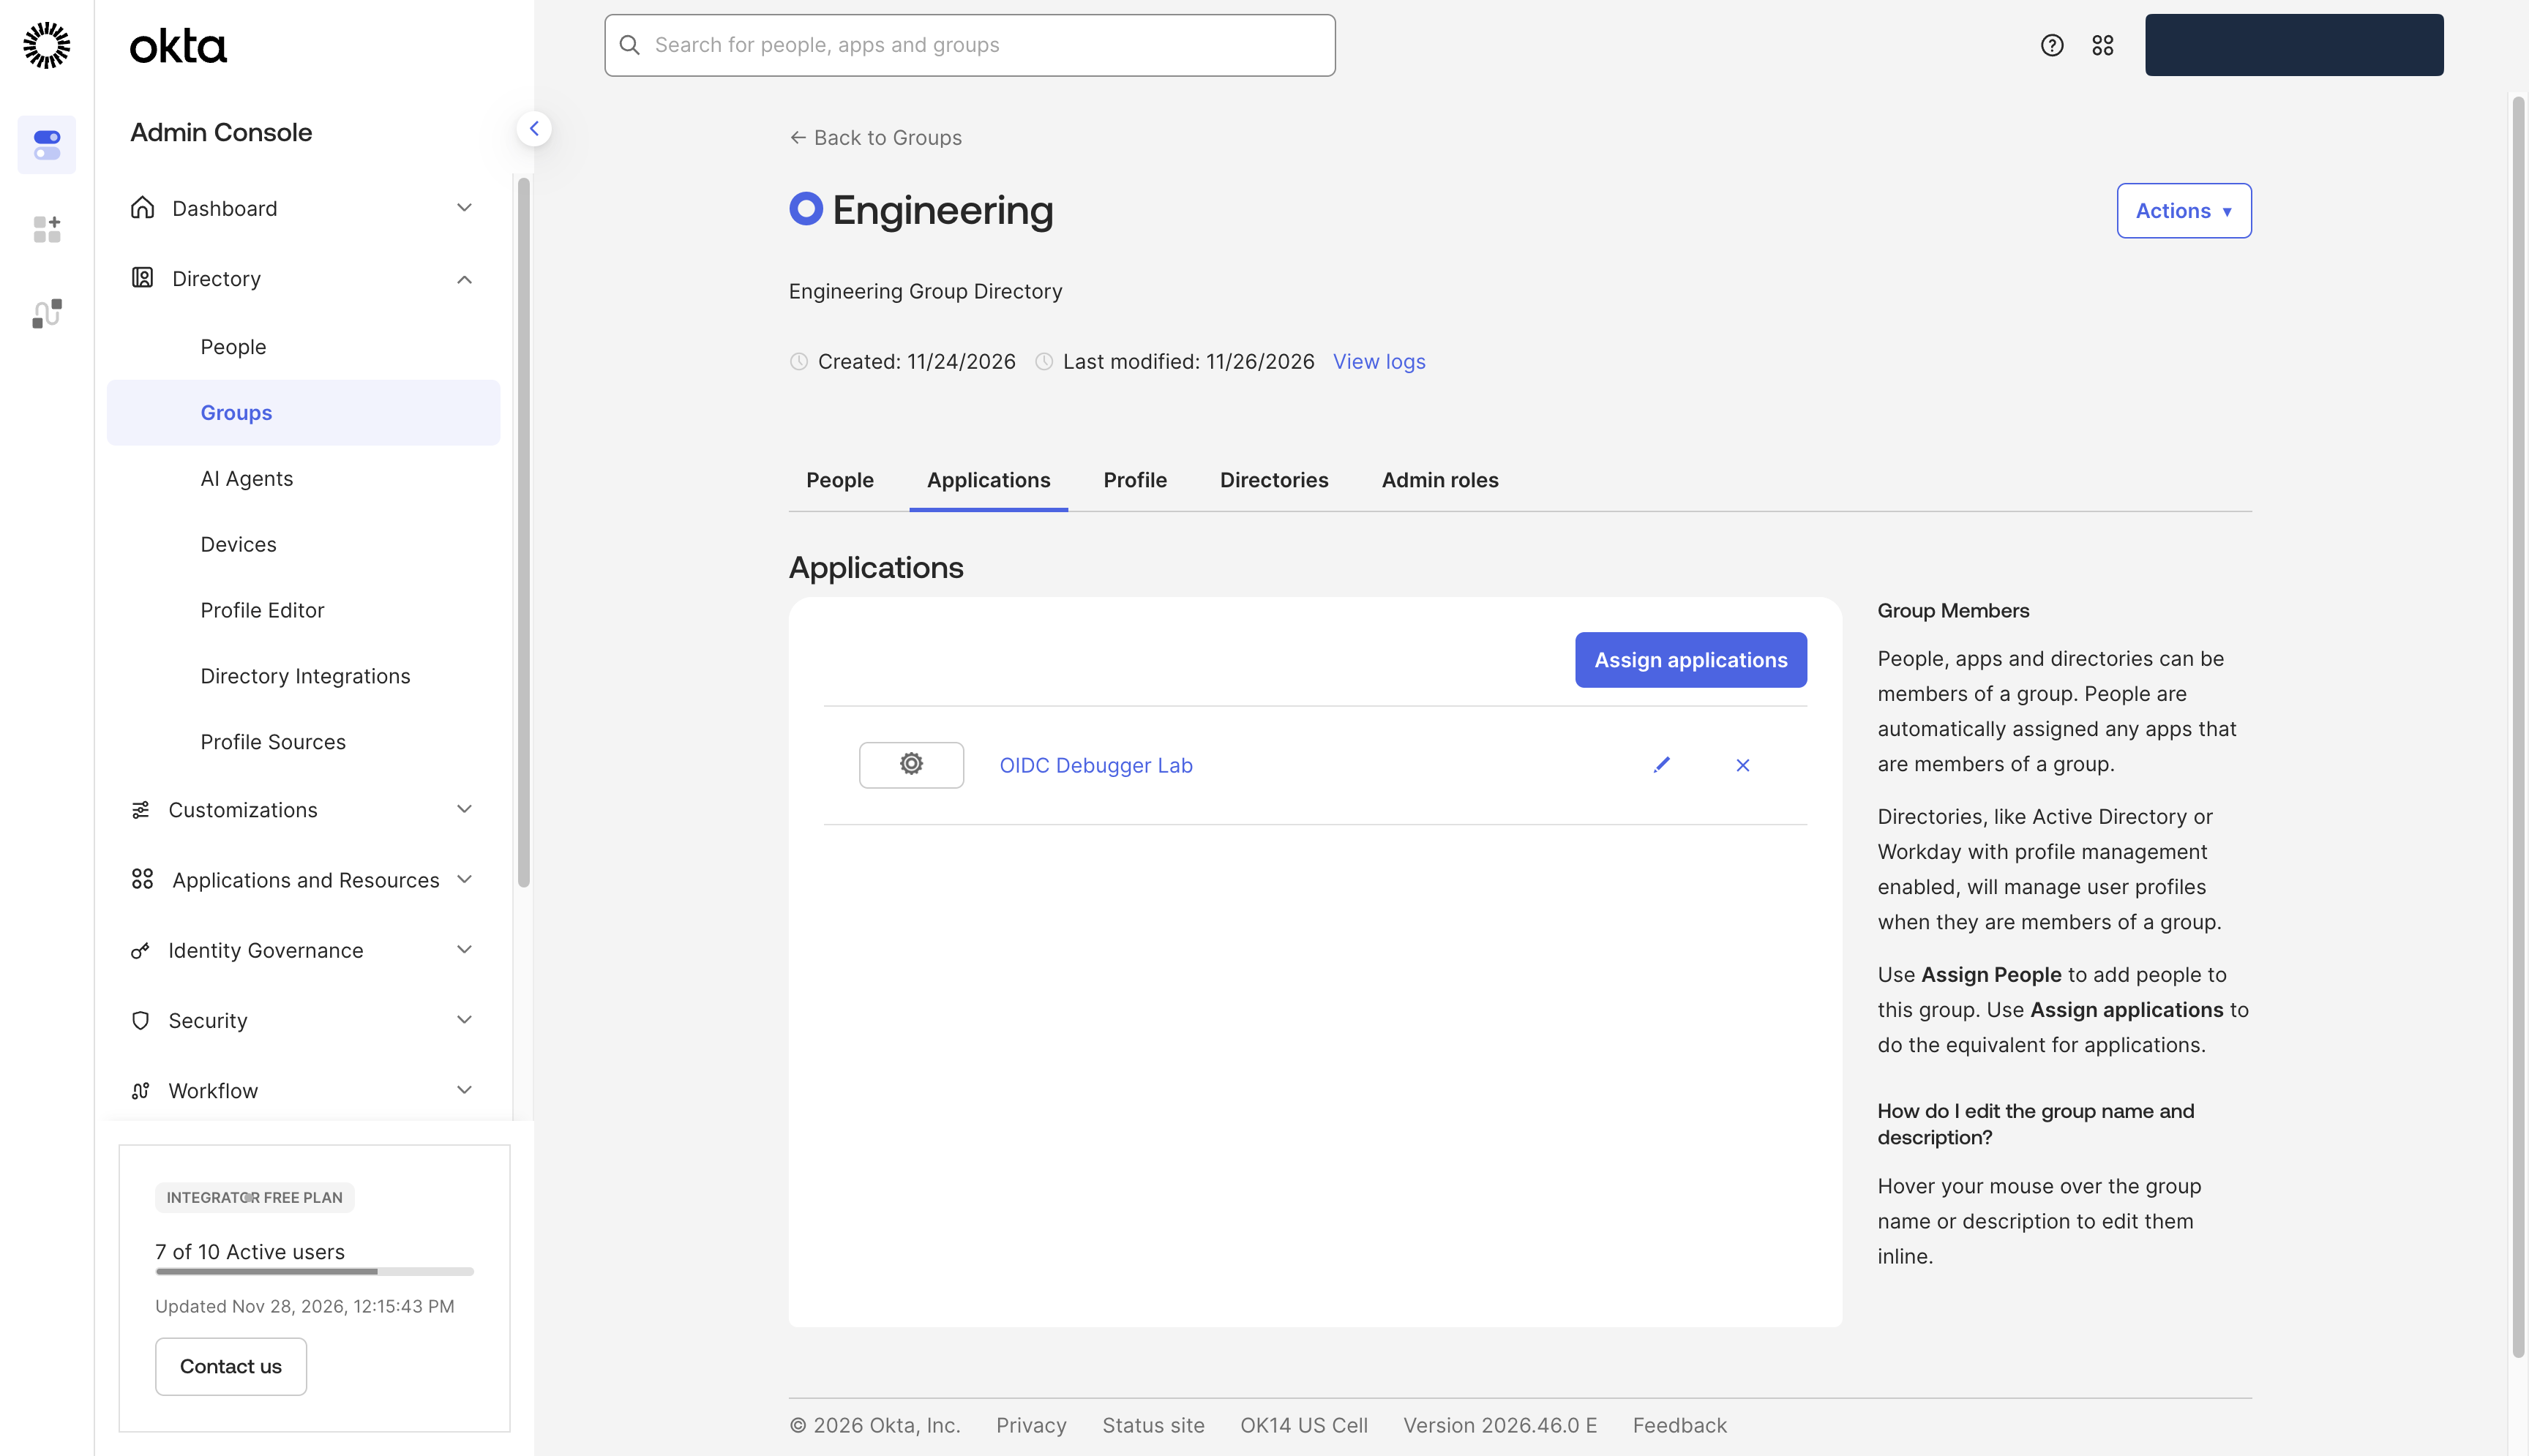 okta
Search for people, apps and groups
Admin Console
Dashboard
Directory
People
Groups
AI Agents
Devices
Profile Editor
Directory Integrations
Profile Sources
Customizations
Applications and Resources
Identity Governance
Security
Workflow
INTEGRATOR FREE PLAN
7 of 10 Active users
Updated Nov 28, 2026, 12:15:43 PM
Contact us
← Back to Groups
Engineering
Actions ▼
Engineering Group Directory
Created: 11/24/2026 Last modified: 11/26/2026 View logs
People Applications Profile Directories Admin roles
Applications
Assign applications
OIDC Debugger Lab
Group Members
People, apps and directories can be
members of a group. People are
automatically assigned any apps that
are members of a group.
Directories, like Active Directory or
Workday with profile management
enabled, will manage user profiles
when they are members of a group.
Use Assign People to add people to
this group. Use Assign applications to
do the equivalent for applications.
How do I edit the group name and
description?
Hover your mouse over the group
name or description to edit them
inline.
© 2026 Okta, Inc. Privacy Status site OK14 US Cell Version 2026.46.0 E Feedback